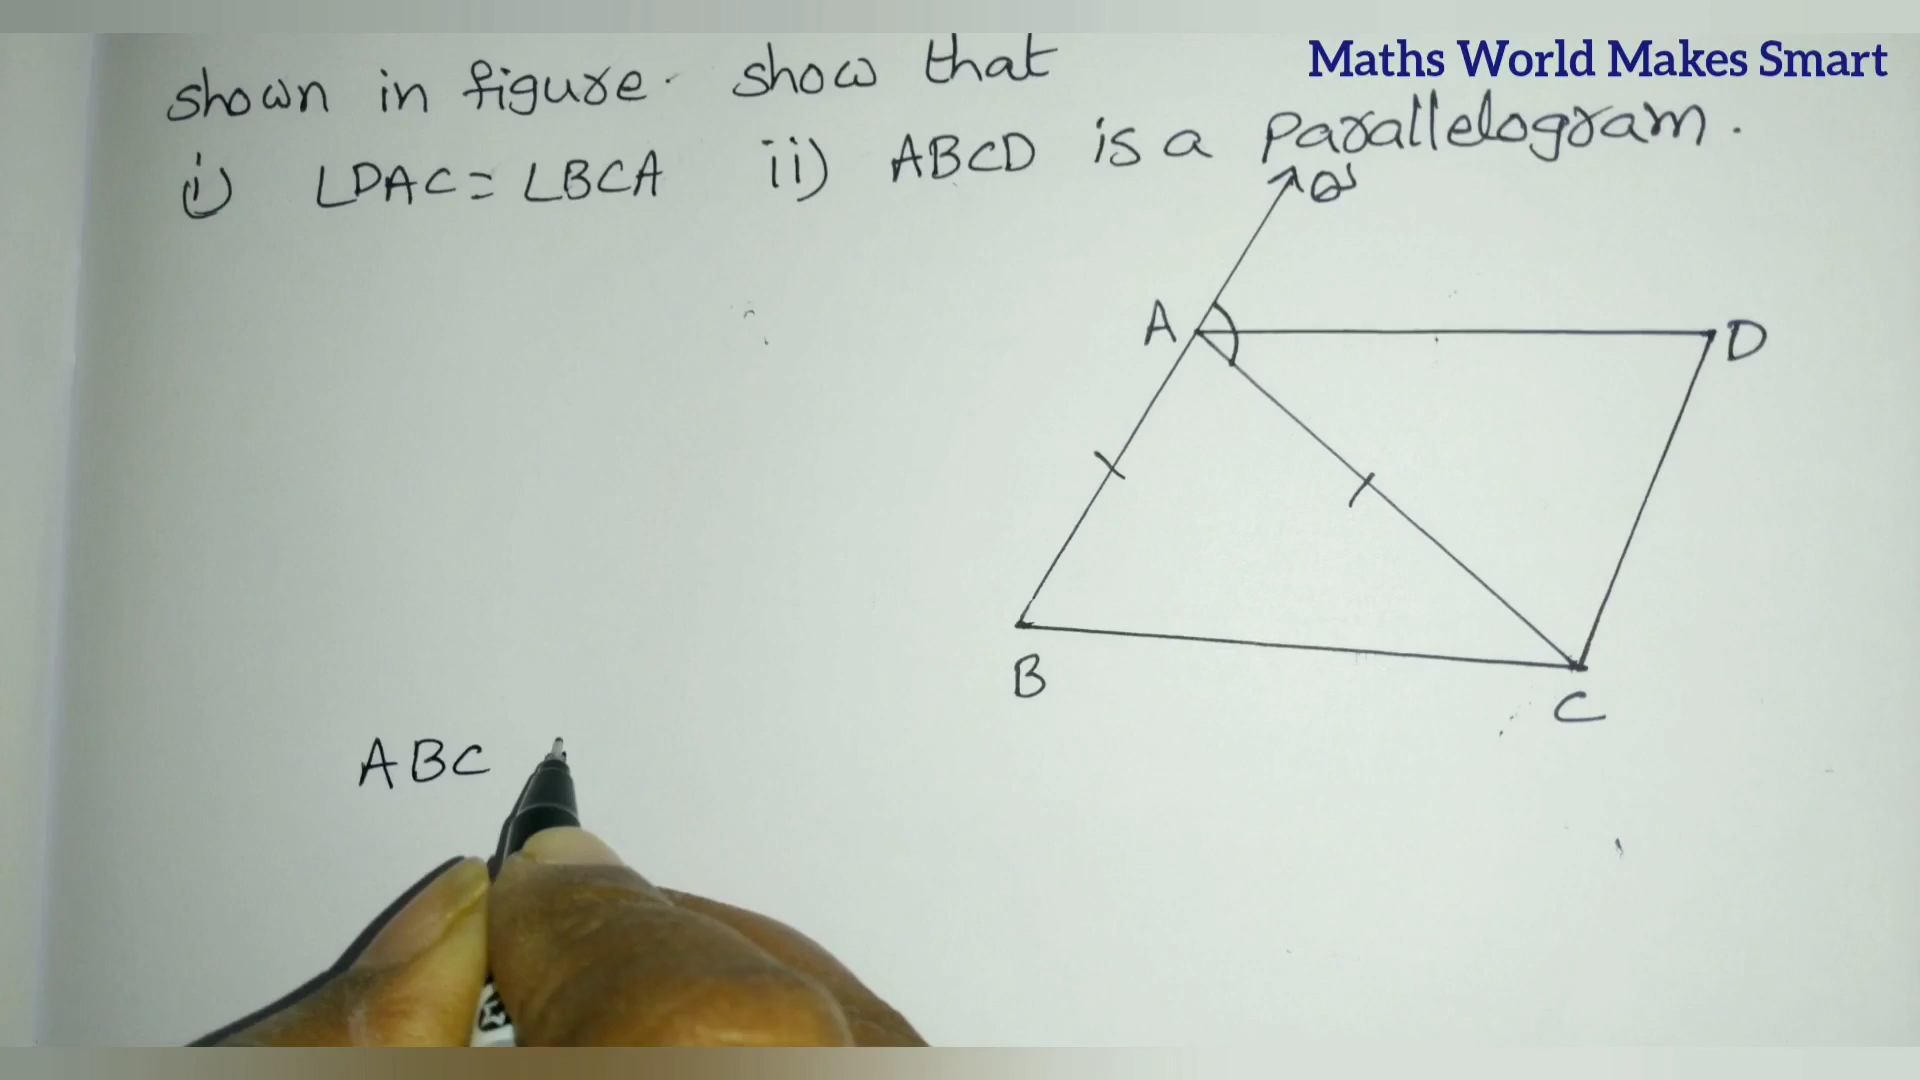 Maths World Makes Smart
shown in figure. show that
i) ∠DAC = ∠BCA ii) ABCD is a parallelogram.
A
D
B
C
ABC